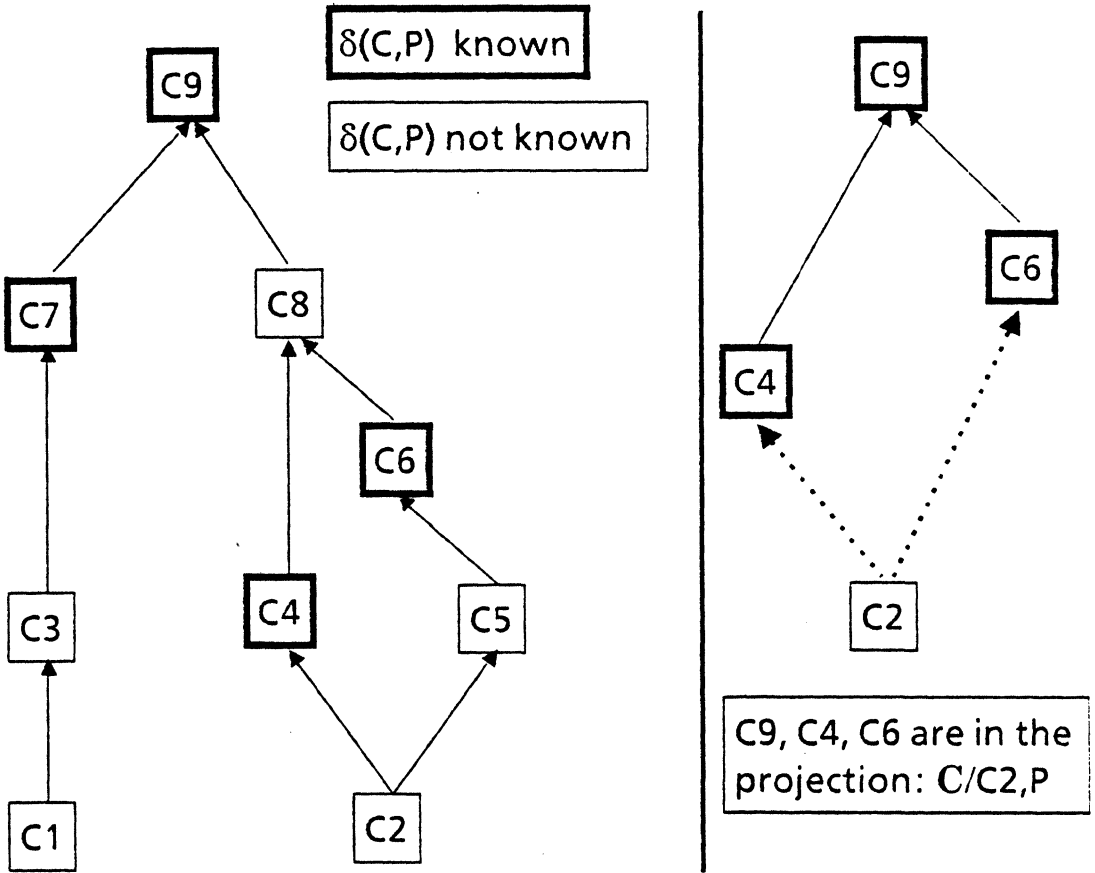 δ(C,P) known
δ(C,P) not known
C9
C7
C8
C6
C4
C5
C3
C1
C2
C9
C6
C4
C2
C9, C4, C6 are in the
projection: C/C2,P